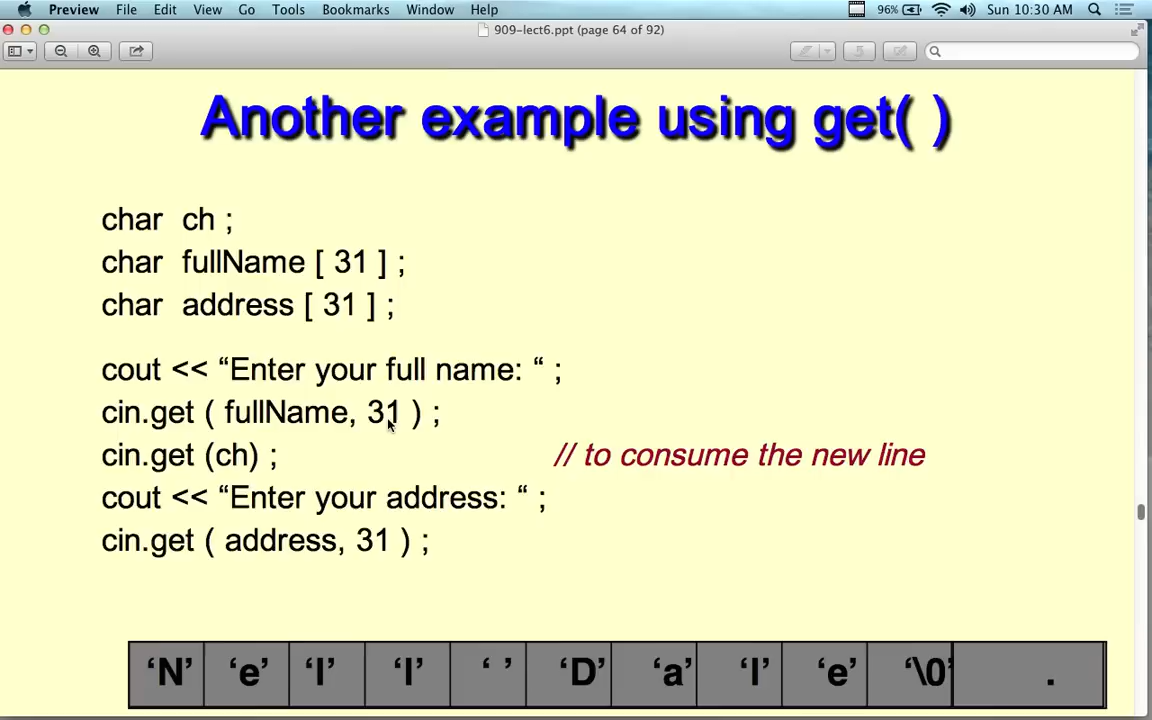 Preview File Edit View Go Tools Bookmarks Window Help 96% Sun 10:30 AM
909-lect6.ppt (page 64 of 92)
Another example using get( )
char ch ;
char fullName [ 31 ] ;
char address [ 31 ] ;
cout << “Enter your full name: “ ;
cin.get ( fullName, 31 ) ;
cin.get (ch) ; // to consume the new line
cout << “Enter your address: “ ;
cin.get ( address, 31 ) ;
‘N’ ‘e’ ‘l’ ‘l’ ‘ ’ ‘D’ ‘a’ ‘l’ ‘e’ ‘\0’ .